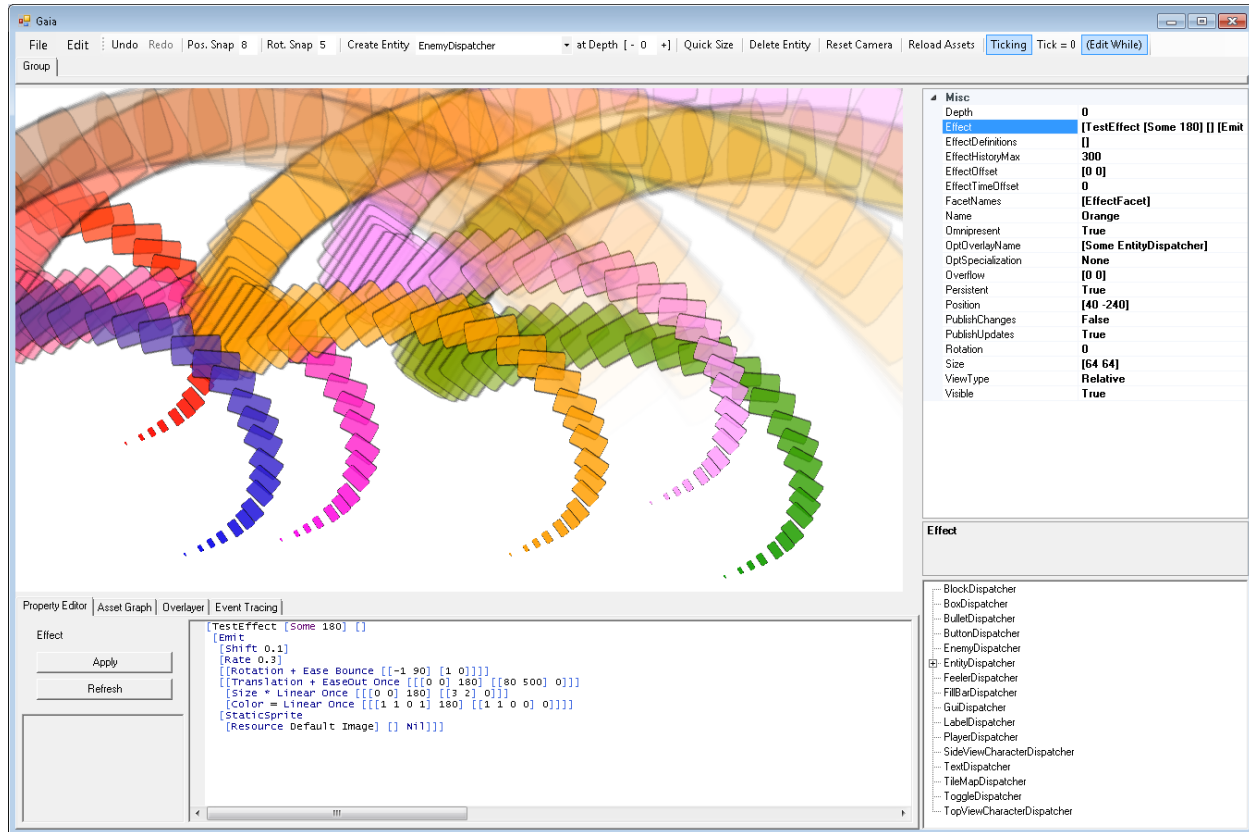 Gaia
File Edit Undo Redo Pos. Snap 8 Rot. Snap 5 Create Entity EnemyDispatcher at Depth [ - 0 +] Quick Size Delete Entity Reset Camera Reload Assets Ticking Tick = 0 (Edit While)
Group
Misc
Depth 0
Effect [TestEffect [Some 180] [] [Emit
EffectDefinitions []
EffectHistoryMax 300
EffectOffset [0 0]
EffectTimeOffset 0
FacetNames [EffectFacet]
Name Orange
Omnipresent True
OptOverlayName [Some EntityDispatcher]
OptSpecialization None
Overflow [0 0]
Persistent True
Position [40 -240]
PublishChanges False
PublishUpdates True
Rotation 0
Size [64 64]
ViewType Relative
Visible True
Effect
BlockDispatcher
BoxDispatcher
BulletDispatcher
ButtonDispatcher
EnemyDispatcher
EntityDispatcher
FeelerDispatcher
FillBarDispatcher
GuiDispatcher
LabelDispatcher
PlayerDispatcher
SideViewCharacterDispatcher
TextDispatcher
TileMapDispatcher
ToggleDispatcher
TopViewCharacterDispatcher
Property Editor Asset Graph Overlayer Event Tracing
Effect
Apply
Refresh
[TestEffect [Some 180] []
[Emit
[Shift 0.1]
[Rate 0.3]
[[Rotation + Ease Bounce [[-1 90] [1 0]]]]
[[Translation + EaseOut Once [[[0 0] 180] [[80 500] 0]]]
[Size * Linear Once [[[0 0] 180] [[3 2] 0]]]
[Color = Linear Once [[[1 1 0 1] 180] [[1 1 0 0] 0]]]]
[StaticSprite
[Resource Default Image] [] Nil]]]